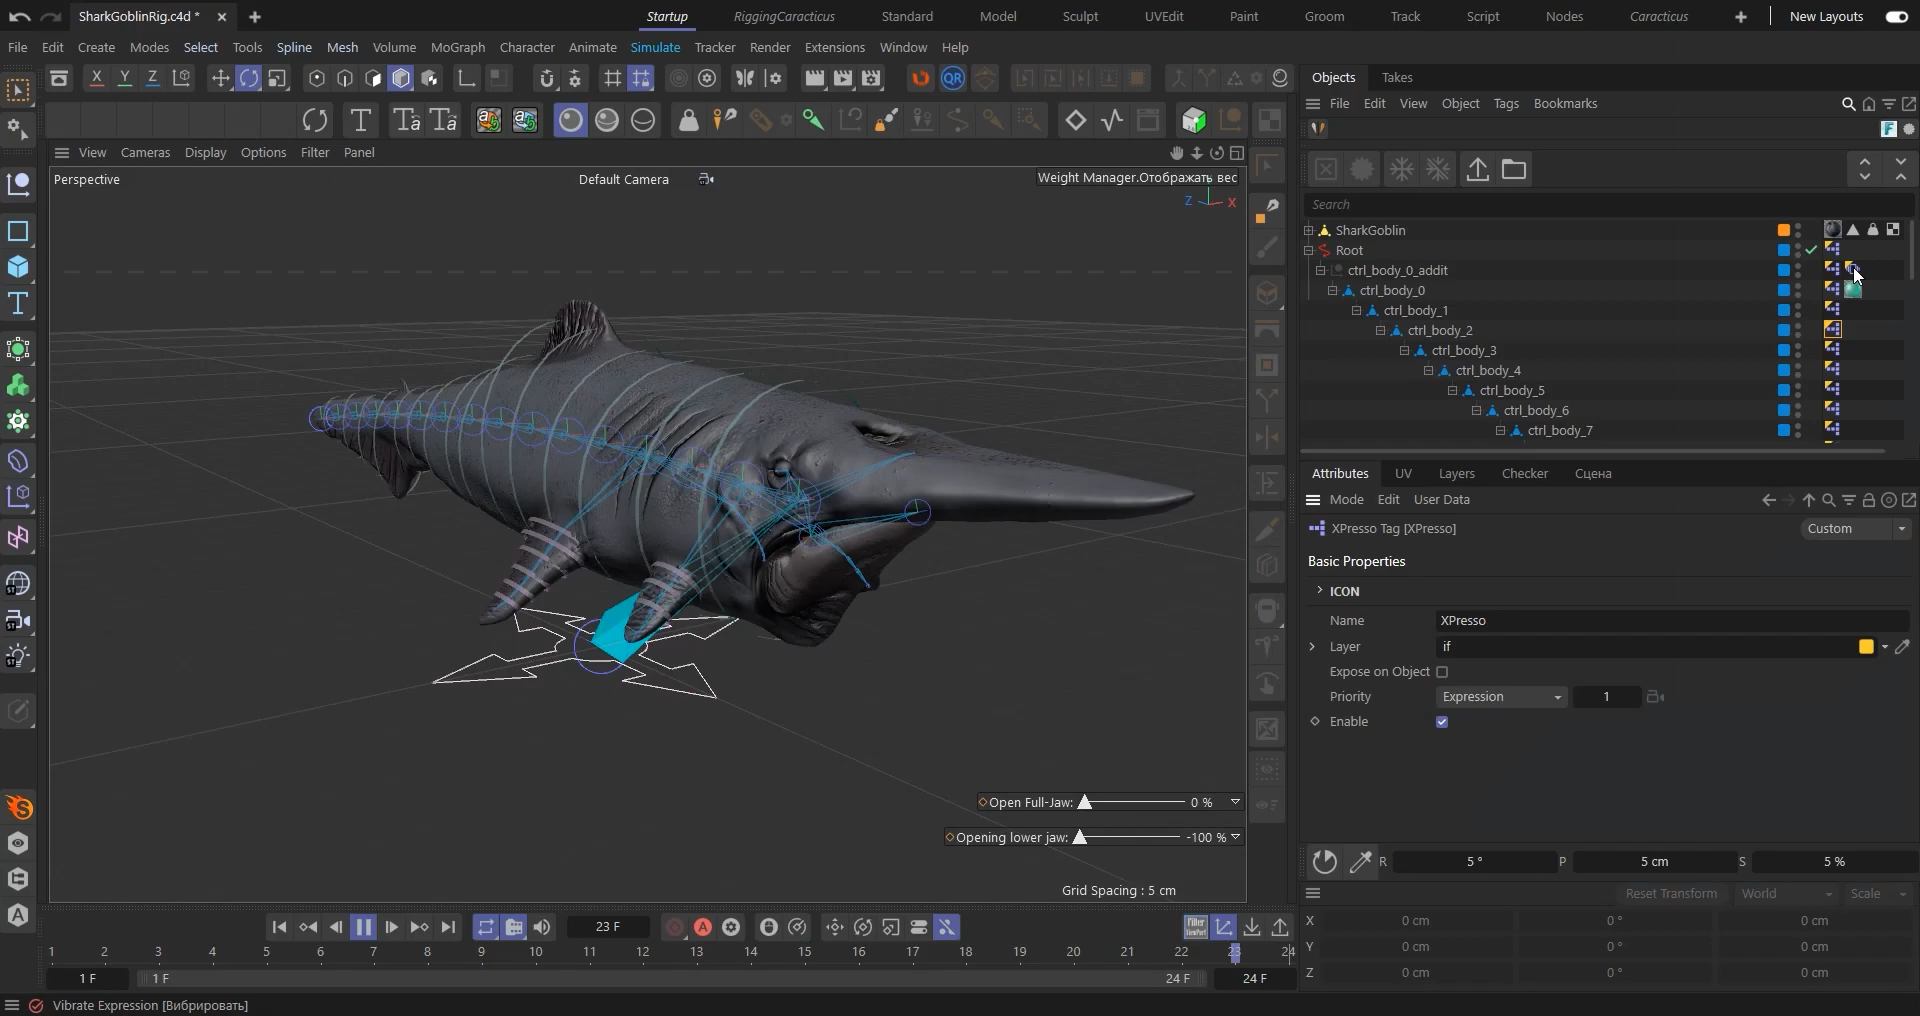 SharkGoblinRig.c4d *
Startup
RiggingCaracticus
Standard
Model
Sculpt
UVEdit
Paint
Groom
Track
Script
Nodes
Caracticus
New Layouts
File
Edit
Create
Modes
Select
Tools
Spline
Mesh
Volume
MoGraph
Character
Animate
Simulate
Tracker
Render
Extensions
Window
Help
X
Y
Z
QR
Objects
Takes
File
Edit
View
Object
Tags
Bookmarks
F
View
Cameras
Display
Options
Filter
Panel
Perspective
Default Camera
Weight Manager.Отображать вес
Z
X
Search
SharkGoblin
Root
ctrl_body_0_addit
ctrl_body_0
ctrl_body_1
ctrl_body_2
ctrl_body_3
ctrl_body_4
ctrl_body_5
ctrl_body_6
ctrl_body_7
Attributes
UV
Layers
Checker
Сцена
Mode
Edit
User Data
XPresso Tag [XPresso]
Custom
Basic Properties
ICON
Name
XPresso
Layer
if
Expose on Object
Priority
Expression
1
Enable
ST
ST
ST
Open Full-Jaw:
0 %
Opening lower jaw:
-100 %
Grid Spacing : 5 cm
R
5 °
P
5 cm
S
5 %
Reset Transform
World
Scale
X
0 cm
0 °
0 cm
Y
0 cm
0 °
0 cm
Z
0 cm
0 °
0 cm
23 F
A
Filter
1
2
3
4
5
6
7
8
9
10
11
12
13
14
15
16
17
18
19
20
21
22
23
24
1 F
1 F
24 F
24 F
Vibrate Expression [Вибрировать]